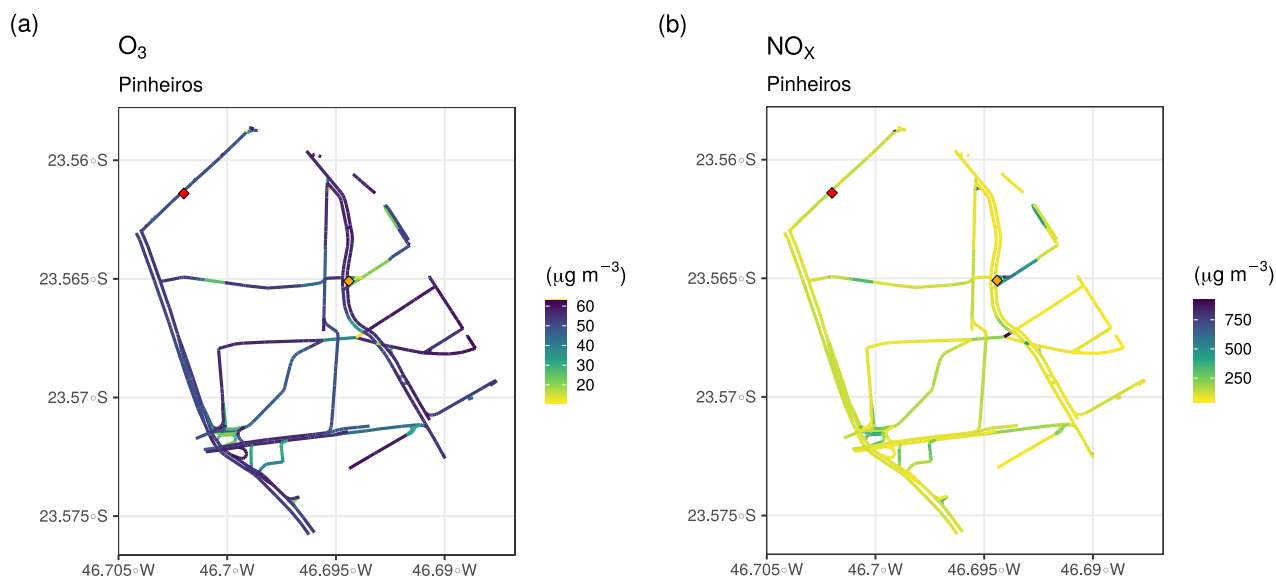 (a)
O₃
Pinheiros
23.56◦S
23.565◦S
23.57◦S
23.575◦S
46.705◦W
46.7◦W
46.695◦W
46.69◦W
(μg m⁻³)
60
50
40
30
20
(b)
NOₓ
Pinheiros
23.56◦S
23.565◦S
23.57◦S
23.575◦S
46.705◦W
46.7◦W
46.695◦W
46.69◦W
(μg m⁻³)
750
500
250